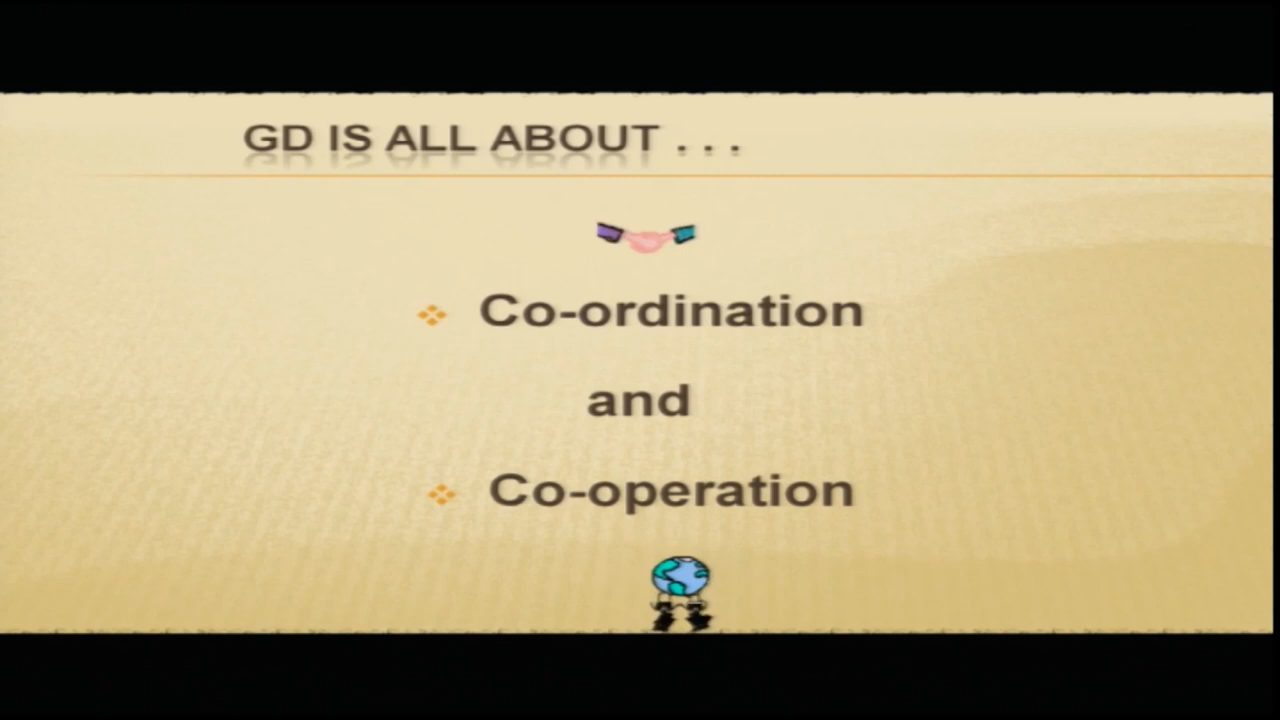 GD IS ALL ABOUT . . .
Co-ordination
and
Co-operation